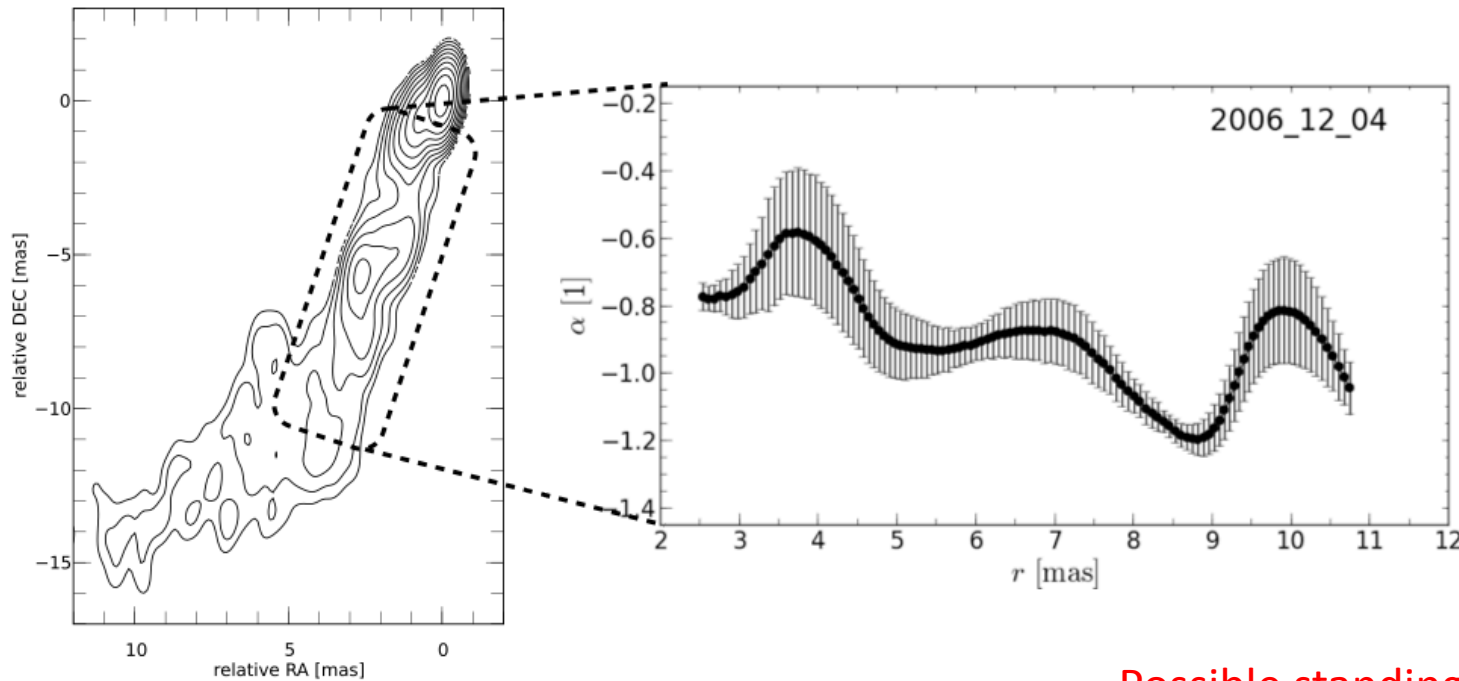 0
−5
−10
−15
relative DEC [mas]
10 5 0
relative RA [mas]
2006_12_04
−0.2
−0.4
−0.6
−0.8
−1.0
−1.2
−1.4
α [1]
2 3 4 5 6 7 8 9 10 11 12
r [mas]
Possible standing